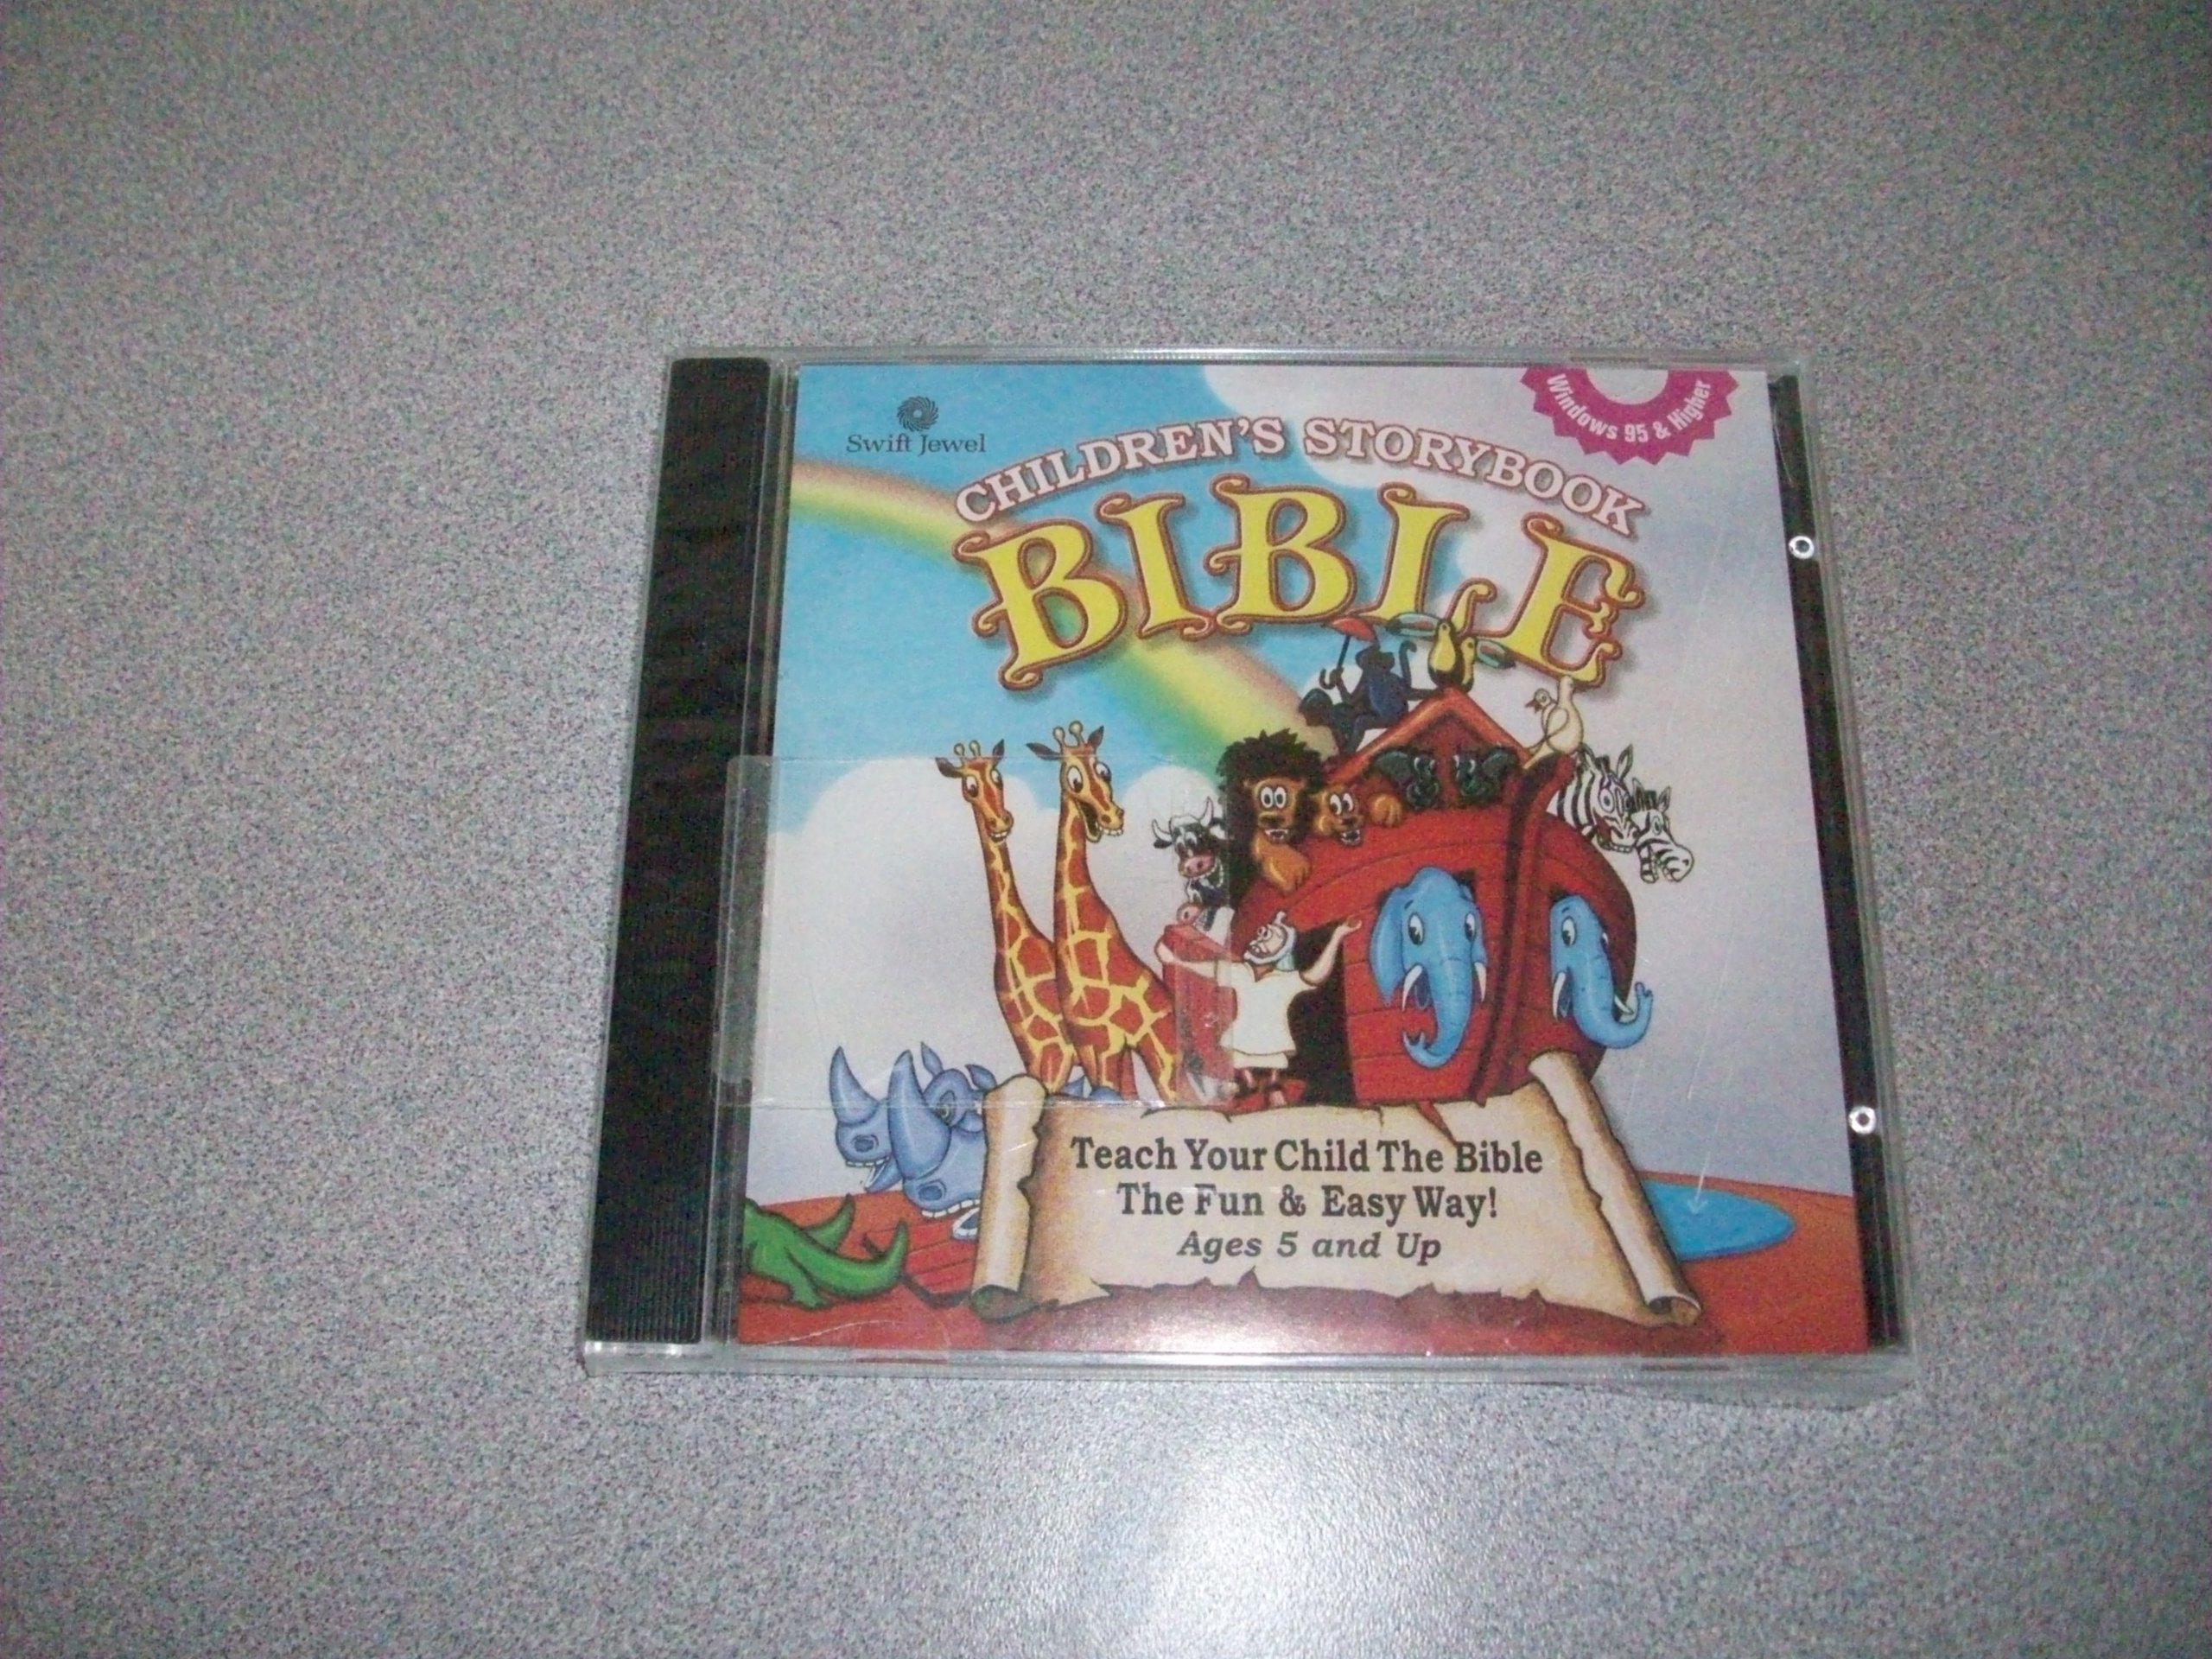 Swift Jewel
Windows 95 & Higher
CHILDREN'S STORYBOOK
BIBLE
Teach Your Child The Bible
The Fun & Easy Way!
Ages 5 and Up